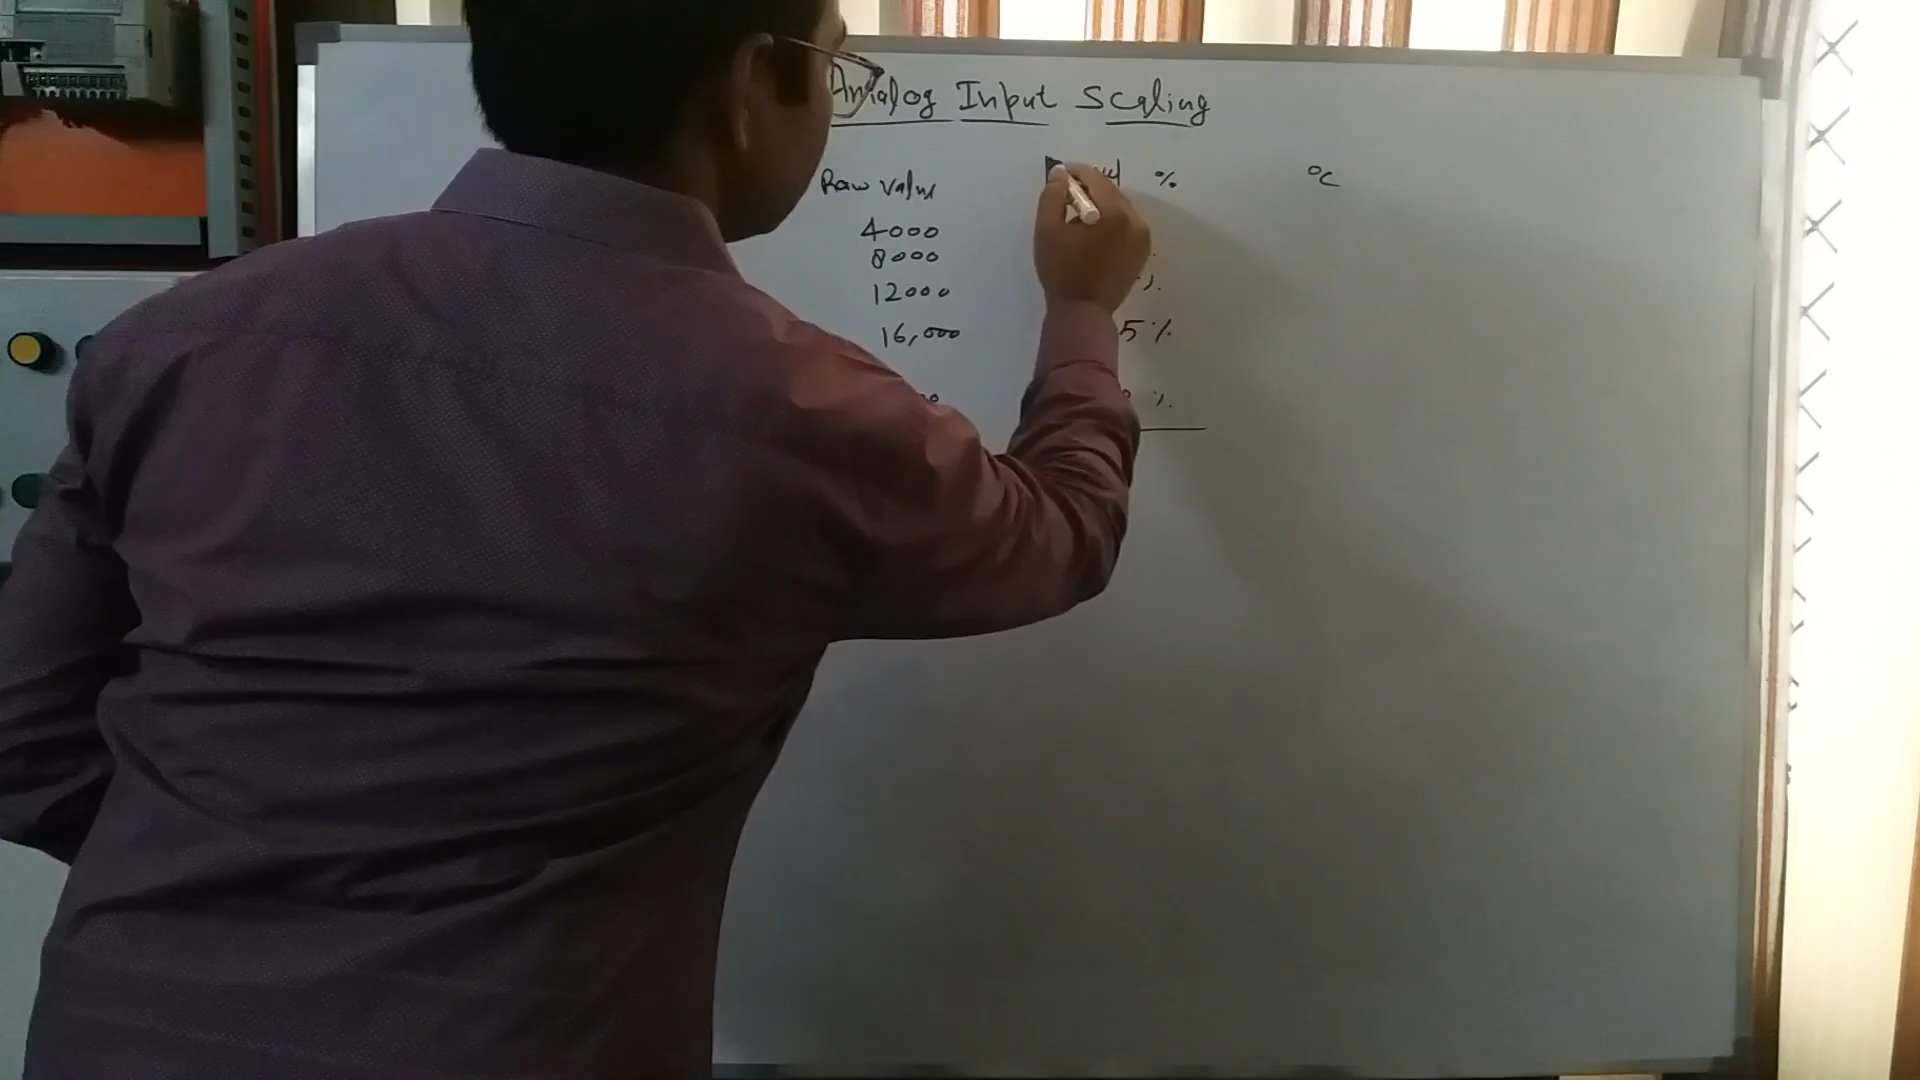 Analog Input Scaling
Raw value % °C
4000
8000
12000
16,000 5%
%